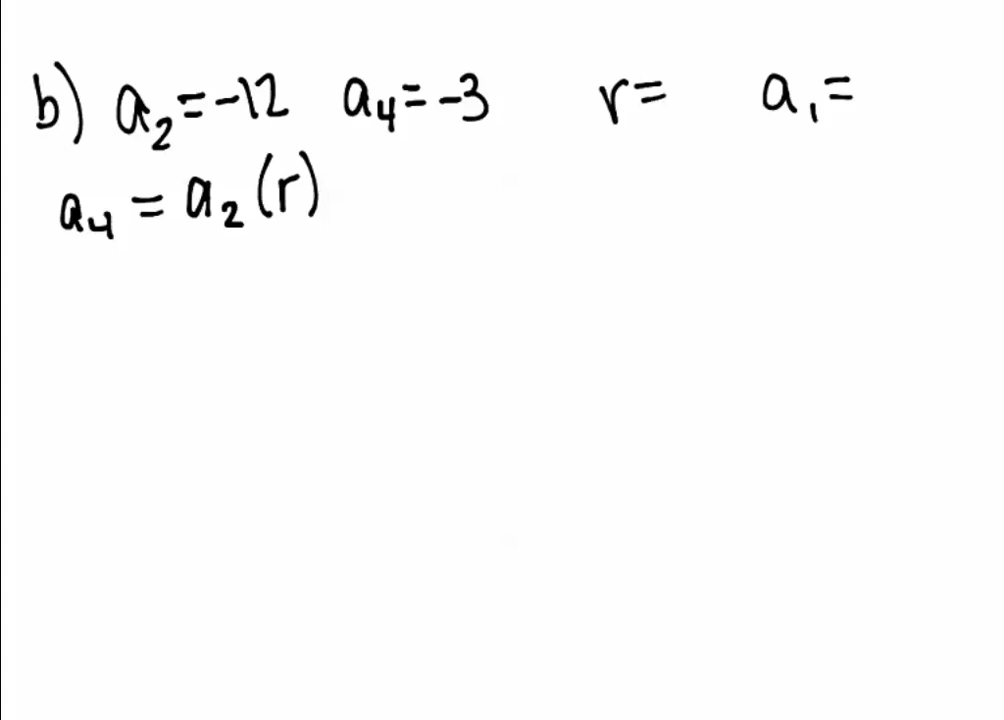 b) a₂=-12 a₄=-3 r= a₁=
a₄ = a₂(r)